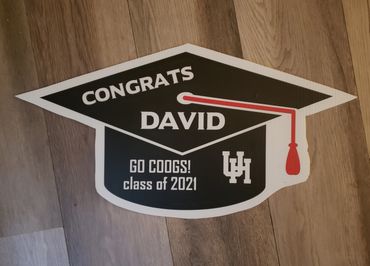 CONGRATS
DAVID
GO COOGS!
class of 2021
UH